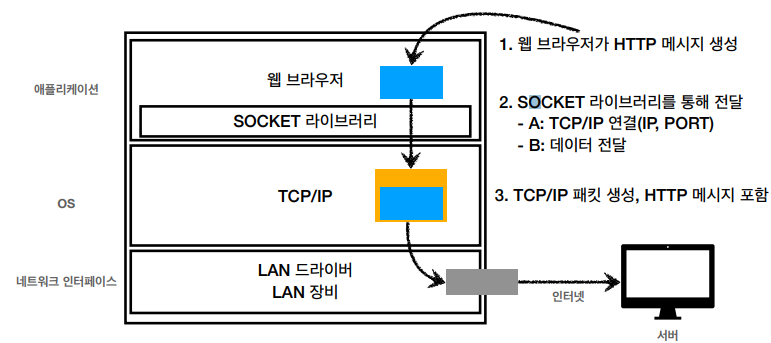 1. 웹 브라우저가 HTTP 메시지 생성
애플리케이션
웹 브라우저
SOCKET 라이브러리
2. SOCKET 라이브러리를 통해 전달
- A: TCP/IP 연결(IP, PORT)
- B: 데이터 전달
OS
TCP/IP
3. TCP/IP 패킷 생성, HTTP 메시지 포함
네트워크 인터페이스
LAN 드라이버
LAN 장비
인터넷
서버